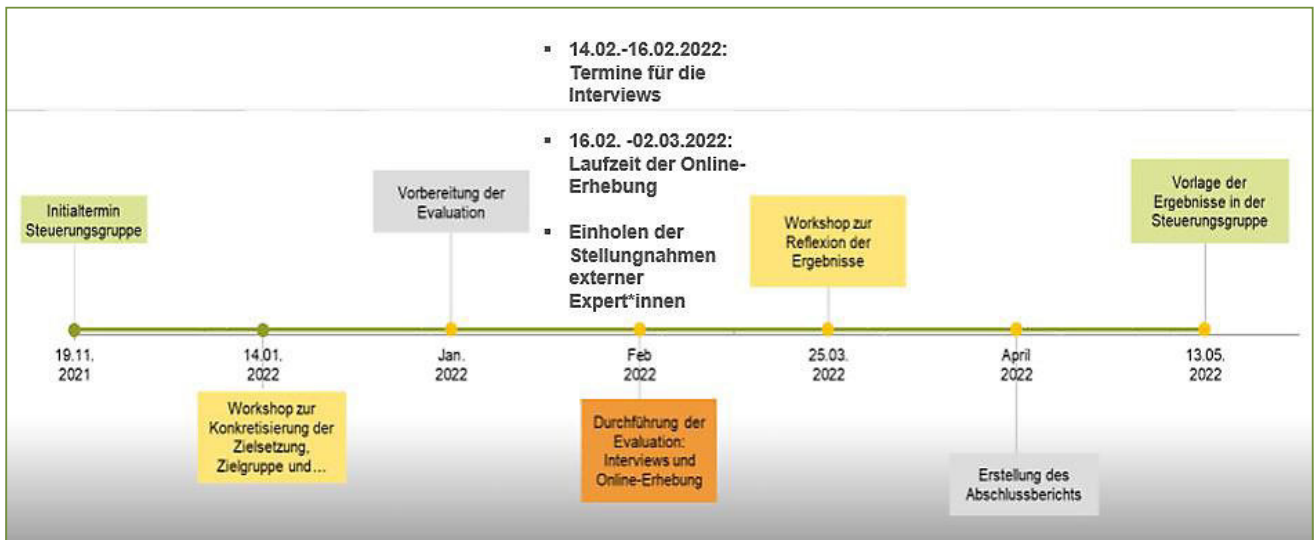 ▪ 14.02.-16.02.2022:
Termine für die
Interviews
▪ 16.02. -02.03.2022:
Laufzeit der Online-
Erhebung
▪ Einholen der
Stellungnahmen
externer
Expert*innen
Initialtermin
Steuerungsgruppe
Vorbereitung der
Evaluation
Workshop zur
Reflexion der
Ergebnisse
Vorlage der
Ergebnisse in der
Steuerungsgruppe
19.11.
2021
14.01.
2022
Jan.
2022
Feb
2022
25.03.
2022
April
2022
13.05.
2022
Workshop zur
Konkretisierung der
Zielsetzung,
Zielgruppe und...
Durchführung der
Evaluation:
Interviews und
Online-Erhebung
Erstellung des
Abschlussberichts